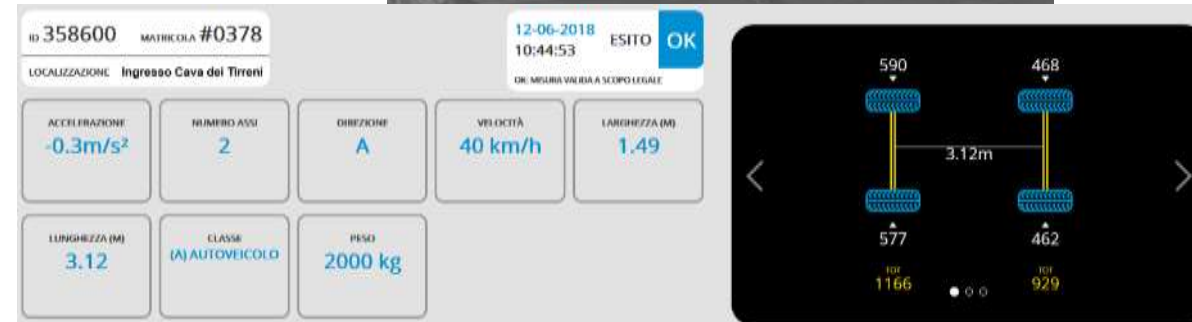 ID 358600 MATRICOLA #0378
LOCALIZZAZIONE Ingresso Cava dei Tirreni
12-06-2018
10:44:53
ESITO OK
OK: MISURA VALIDA A SCOPO LEGALE
ACCELERAZIONE
-0.3m/s²
NUMERO ASSI
2
DIREZIONE
A
VELOCITÀ
40 km/h
LARGHEZZA (M)
1.49
LUNGHEZZA (M)
3.12
CLASSE
(A) AUTOVEICOLO
PESO
2000 kg
590 468
3.12m
577 462
TOT TOT
1166 929